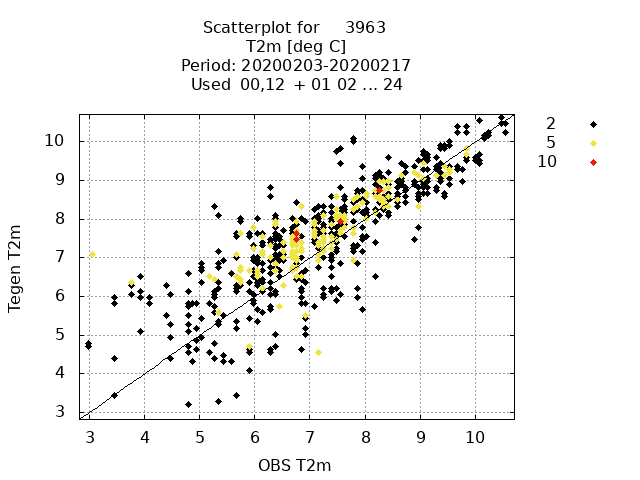 Scatterplot for 3963
T2m [deg C]
Period: 20200203-20200217
Used 00,12 + 01 02 ... 24
2
5
10
10
9
8
7
6
5
4
3
Tegen T2m
3 4 5 6 7 8 9 10
OBS T2m